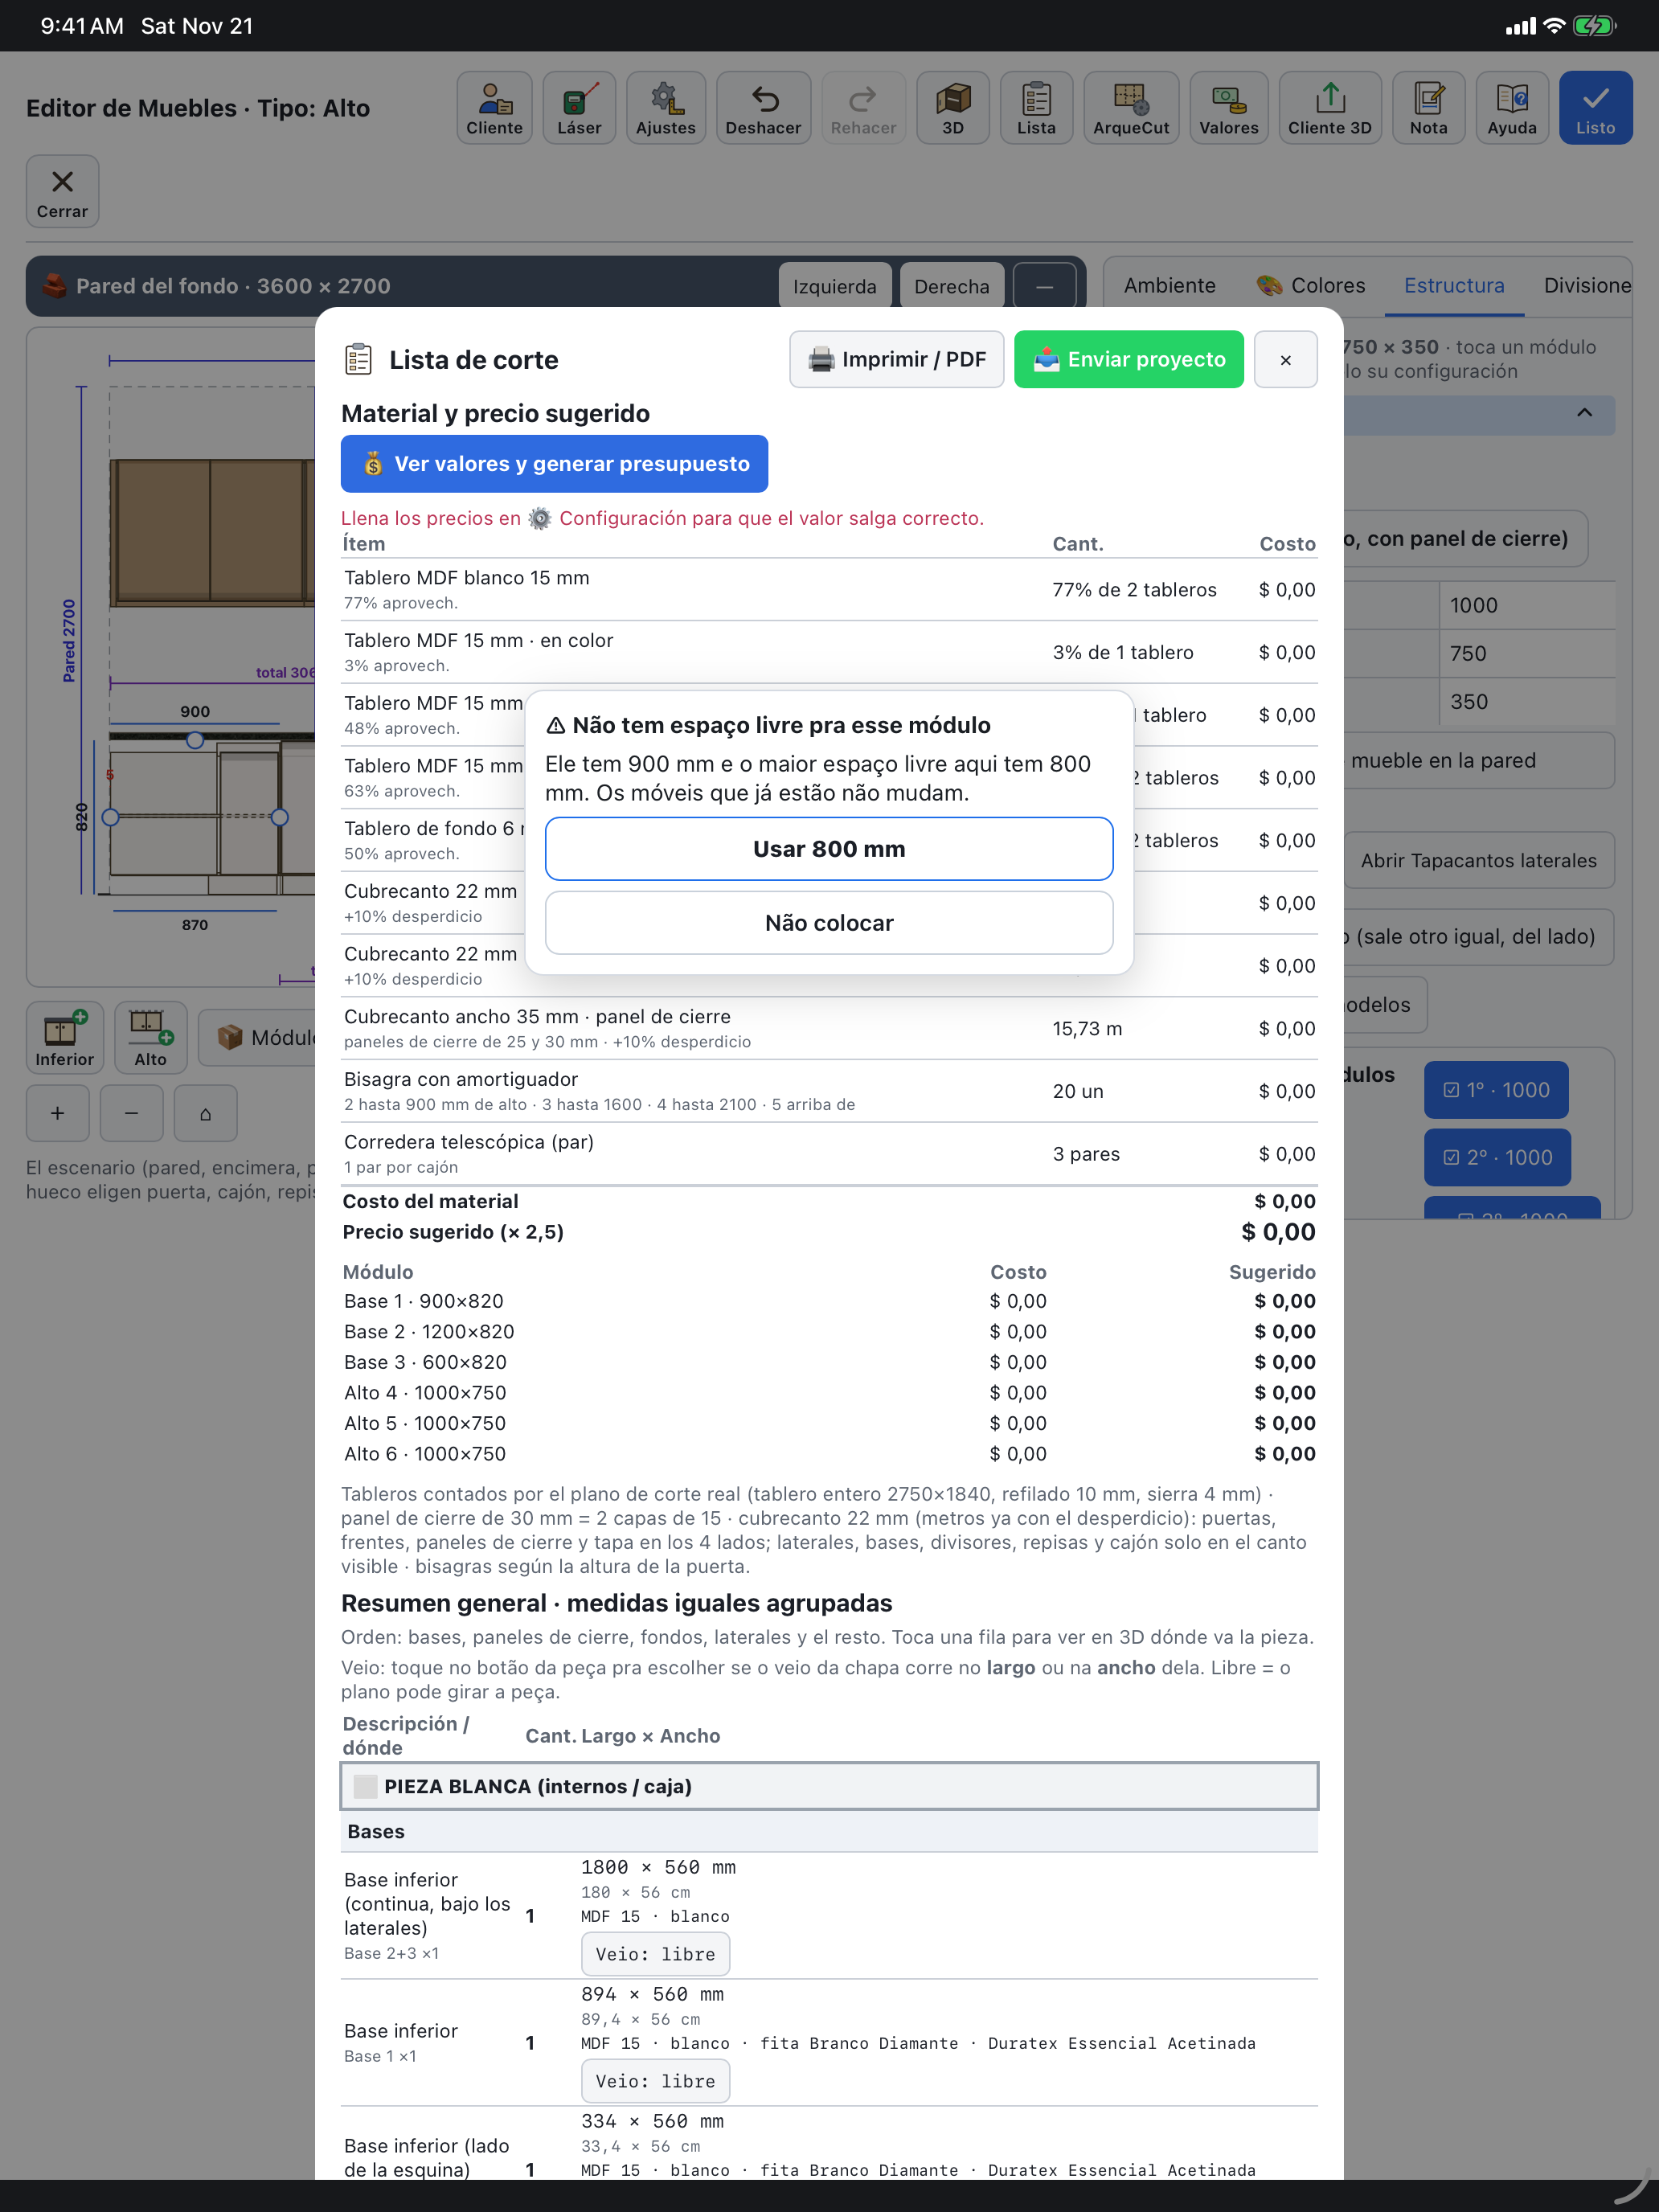 9:41 AM Sat Nov 21
Editor de Muebles · Tipo: Alto
Cliente
Láser
Ajustes
Deshacer
Rehacer
3D
Lista
ArqueCut
Valores
Cliente 3D
Nota
Ayuda
Listo
Cerrar
Pared del fondo · 3600 × 2700
Izquierda
Derecha
—
Ambiente
Colores
Estructura
Divisione
750 × 350 · toca un módulo
lo su configuración
o, con panel de cierre)
1000
750
350
mueble en la pared
Abrir Tapacantos laterales
(sale otro igual, del lado)
odelos
dulos
1º · 1000
2º · 1000
Pared 2700
total 306
900
5
820
870
Inferior
Alto
Módul
+
−
⌂
El escenario (pared, encimera, p
hueco eligen puerta, cajón, repis
Lista de corte
Imprimir / PDF
Enviar proyecto
×
Material y precio sugerido
Ver valores y generar presupuesto
Llena los precios en ⚙️ Configuración para que el valor salga correcto.
Ítem Cant. Costo
Tablero MDF blanco 15 mm
77% aprovech.
77% de 2 tableros $ 0,00
Tablero MDF 15 mm · en color
3% aprovech.
3% de 1 tablero $ 0,00
Tablero MDF 15 mm
48% aprovech.
tablero $ 0,00
Tablero MDF 15 mm
63% aprovech.
2 tableros $ 0,00
Tablero de fondo 6
50% aprovech.
2 tableros $ 0,00
Cubrecanto 22 mm
+10% desperdicio
$ 0,00
Cubrecanto 22 mm
+10% desperdicio
$ 0,00
Cubrecanto ancho 35 mm · panel de cierre
paneles de cierre de 25 y 30 mm · +10% desperdicio
15,73 m $ 0,00
Bisagra con amortiguador
2 hasta 900 mm de alto · 3 hasta 1600 · 4 hasta 2100 · 5 arriba de
20 un $ 0,00
Corredera telescópica (par)
1 par por cajón
3 pares $ 0,00
⚠ Não tem espaço livre pra esse módulo
Ele tem 900 mm e o maior espaço livre aqui tem 800
mm. Os móveis que já estão não mudam.
Usar 800 mm
Não colocar
Costo del material $ 0,00
Precio sugerido (× 2,5) $ 0,00
Módulo Costo Sugerido
Base 1 · 900×820 $ 0,00 $ 0,00
Base 2 · 1200×820 $ 0,00 $ 0,00
Base 3 · 600×820 $ 0,00 $ 0,00
Alto 4 · 1000×750 $ 0,00 $ 0,00
Alto 5 · 1000×750 $ 0,00 $ 0,00
Alto 6 · 1000×750 $ 0,00 $ 0,00
Tableros contados por el plano de corte real (tablero entero 2750×1840, refilado 10 mm, sierra 4 mm) ·
panel de cierre de 30 mm = 2 capas de 15 · cubrecanto 22 mm (metros ya con el desperdicio): puertas,
frentes, paneles de cierre y tapa en los 4 lados; laterales, bases, divisores, repisas y cajón solo en el canto
visible · bisagras según la altura de la puerta.
Resumen general · medidas iguales agrupadas
Orden: bases, paneles de cierre, fondos, laterales y el resto. Toca una fila para ver en 3D dónde va la pieza.
Veio: toque no botão da peça pra escolher se o veio da chapa corre no largo ou na ancho dela. Libre = o
plano pode girar a peça.
Descripción /
dónde
Cant. Largo × Ancho
PIEZA BLANCA (internos / caja)
Bases
Base inferior
(continua, bajo los
laterales)
Base 2+3 ×1
1
1800 × 560 mm
180 × 56 cm
MDF 15 · blanco
Veio: libre
Base inferior
Base 1 ×1
1
894 × 560 mm
89,4 × 56 cm
MDF 15 · blanco · fita Branco Diamante · Duratex Essencial Acetinada
Veio: libre
Base inferior (lado
de la esquina)
1
334 × 560 mm
33,4 × 56 cm
MDF 15 · blanco · fita Branco Diamante · Duratex Essencial Acetinada